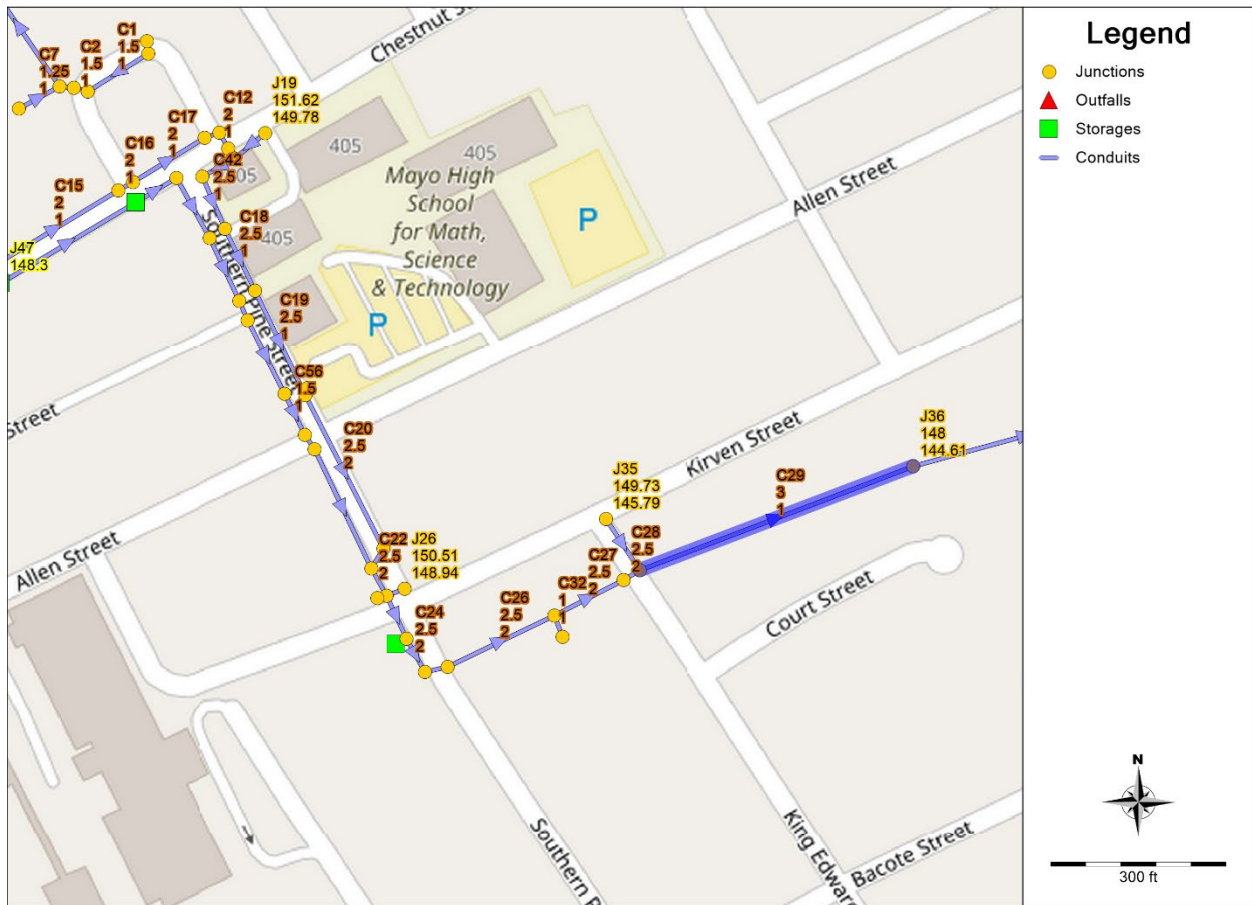 C7
1.25
1
C2
1.5
1
C1
1.5
1
Chestnut S
J19
151.62
149.78
C12
2
1
C17
2
1
C16
2
1
C15
2
1
J47
148.3
C42
2.5
1
405
405
405
405
Mayo High
School
for Math,
Science
& Technology
P
P
Allen Street
C18
2.5
1
Southern Pine Street
C19
2.5
1
C56
1.5
1
Street
C20
2.5
2
Kirven Street
J36
148
144.61
C29
3
1
J35
149.73
145.79
C28
2.5
2
C27
2.5
2
C32
1
1
C26
2.5
2
J26
150.51
148.94
C22
2.5
2
C24
2.5
2
Allen Street
Court Street
Southern P
King Edward
Bacote Street
Legend
Junctions
Outfalls
Storages
Conduits
N
300 ft